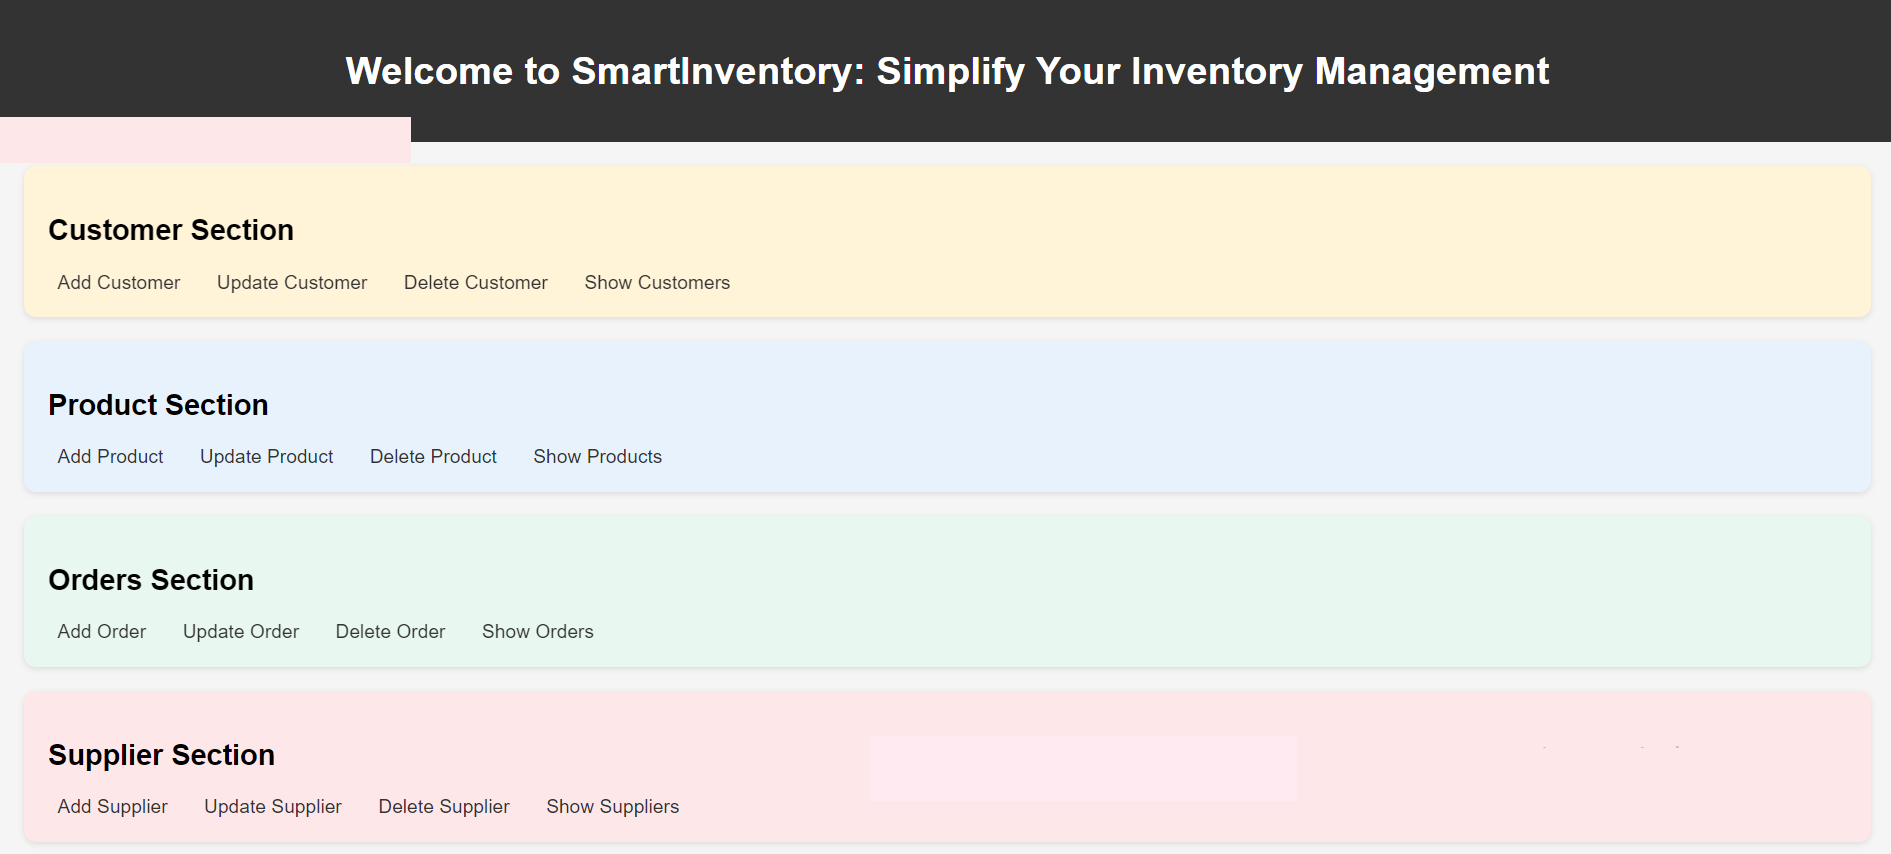 Welcome to SmartInventory: Simplify Your Inventory Management
Customer Section
Add Customer Update Customer Delete Customer Show Customers
Product Section
Add Product Update Product Delete Product Show Products
Orders Section
Add Order Update Order Delete Order Show Orders
Supplier Section
Add Supplier Update Supplier Delete Supplier Show Suppliers